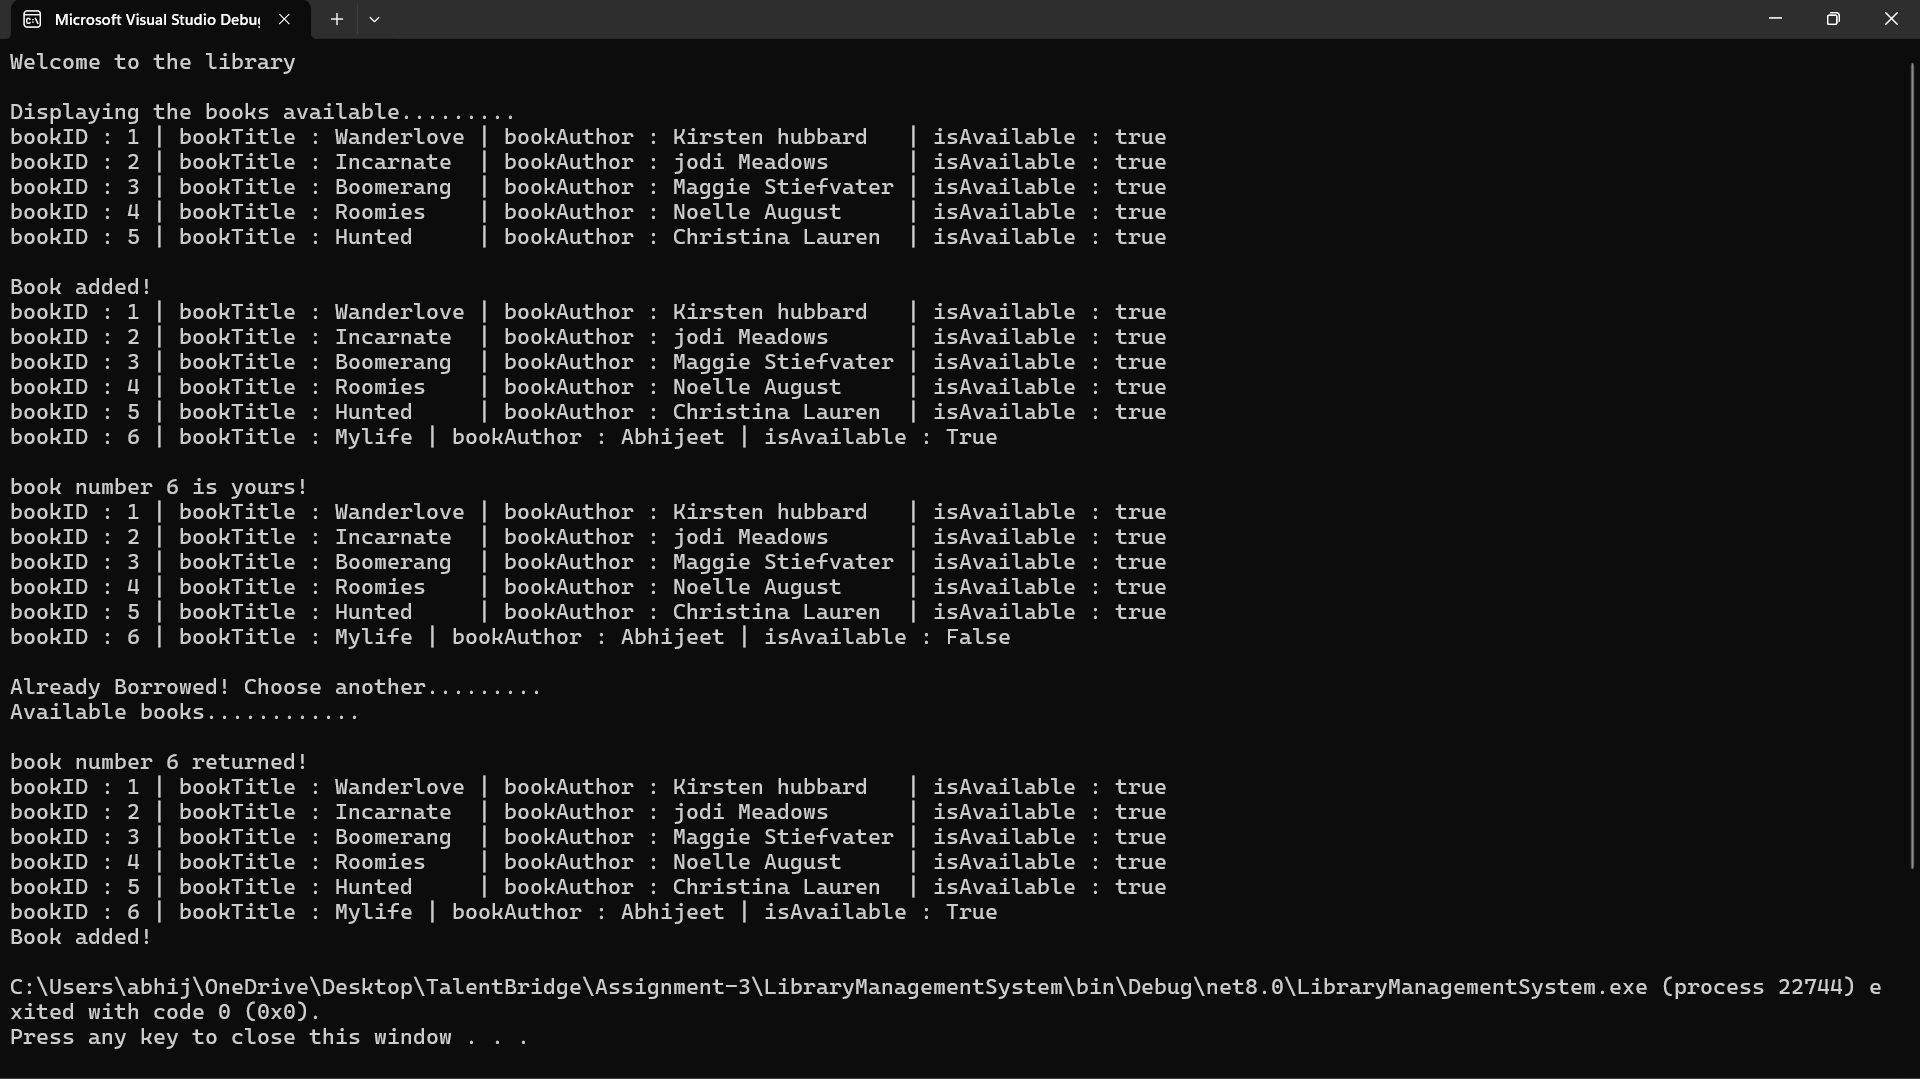 Microsoft Visual Studio Debug
Welcome to the library
Displaying the books available.........
bookID : 1 | bookTitle : Wanderlove | bookAuthor : Kirsten hubbard   | isAvailable : true
bookID : 2 | bookTitle : Incarnate  | bookAuthor : jodi Meadows      | isAvailable : true
bookID : 3 | bookTitle : Boomerang  | bookAuthor : Maggie Stiefvater | isAvailable : true
bookID : 4 | bookTitle : Roomies    | bookAuthor : Noelle August     | isAvailable : true
bookID : 5 | bookTitle : Hunted     | bookAuthor : Christina Lauren  | isAvailable : true
Book added!
bookID : 1 | bookTitle : Wanderlove | bookAuthor : Kirsten hubbard   | isAvailable : true
bookID : 2 | bookTitle : Incarnate  | bookAuthor : jodi Meadows      | isAvailable : true
bookID : 3 | bookTitle : Boomerang  | bookAuthor : Maggie Stiefvater | isAvailable : true
bookID : 4 | bookTitle : Roomies    | bookAuthor : Noelle August     | isAvailable : true
bookID : 5 | bookTitle : Hunted     | bookAuthor : Christina Lauren  | isAvailable : true
bookID : 6 | bookTitle : Mylife | bookAuthor : Abhijeet | isAvailable : True
book number 6 is yours!
bookID : 1 | bookTitle : Wanderlove | bookAuthor : Kirsten hubbard   | isAvailable : true
bookID : 2 | bookTitle : Incarnate  | bookAuthor : jodi Meadows      | isAvailable : true
bookID : 3 | bookTitle : Boomerang  | bookAuthor : Maggie Stiefvater | isAvailable : true
bookID : 4 | bookTitle : Roomies    | bookAuthor : Noelle August     | isAvailable : true
bookID : 5 | bookTitle : Hunted     | bookAuthor : Christina Lauren  | isAvailable : true
bookID : 6 | bookTitle : Mylife | bookAuthor : Abhijeet | isAvailable : False
Already Borrowed! Choose another.........
Available books............
book number 6 returned!
bookID : 1 | bookTitle : Wanderlove | bookAuthor : Kirsten hubbard   | isAvailable : true
bookID : 2 | bookTitle : Incarnate  | bookAuthor : jodi Meadows      | isAvailable : true
bookID : 3 | bookTitle : Boomerang  | bookAuthor : Maggie Stiefvater | isAvailable : true
bookID : 4 | bookTitle : Roomies    | bookAuthor : Noelle August     | isAvailable : true
bookID : 5 | bookTitle : Hunted     | bookAuthor : Christina Lauren  | isAvailable : true
bookID : 6 | bookTitle : Mylife | bookAuthor : Abhijeet | isAvailable : True
Book added!
C:\Users\abhij\OneDrive\Desktop\TalentBridge\Assignment-3\LibraryManagementSystem\bin\Debug\net8.0\LibraryManagementSystem.exe (process 22744) e
xited with code 0 (0x0).
Press any key to close this window . . .